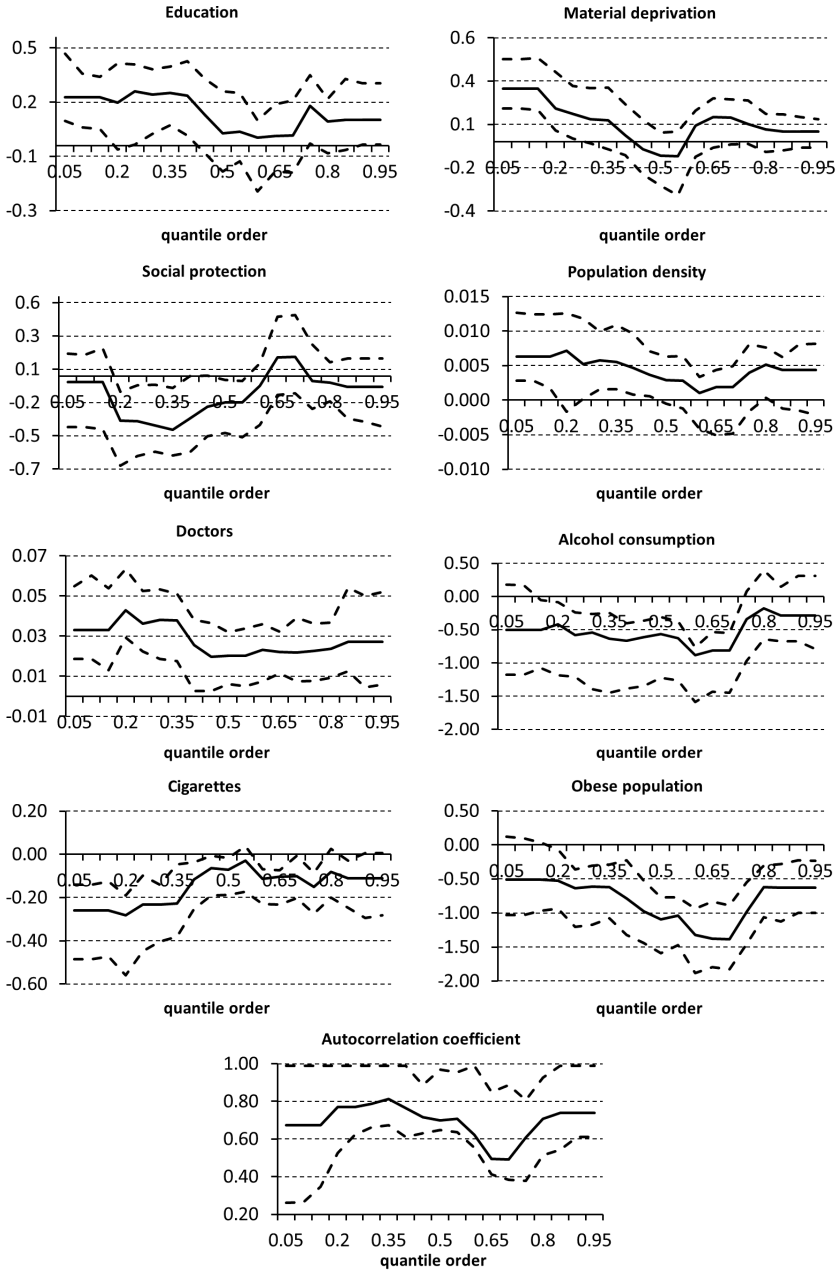 Education
0.5
0.2
-0.1
-0.3
0.05 0.2 0.35 0.5 0.65 0.8 0.95
quantile order
Material deprivation
0.6
0.4
0.1
-0.2
-0.4
0.05 0.2 0.35 0.5 0.65 0.8 0.95
quantile order
Social protection
0.6
0.3
0.1
-0.2
-0.5
-0.7
0.05 0.2 0.35 0.5 0.65 0.8 0.95
quantile order
Population density
0.015
0.010
0.005
0.000
-0.005
-0.010
0.05 0.2 0.35 0.5 0.65 0.8 0.95
quantile order
Doctors
0.07
0.05
0.03
0.01
-0.01
0.05 0.2 0.35 0.5 0.65 0.8 0.95
quantile order
Alcohol consumption
0.50
0.00
-0.50
-1.00
-1.50
-2.00
0.05 0.2 0.35 0.5 0.65 0.8 0.95
quantile order
Cigarettes
0.20
0.00
-0.20
-0.40
-0.60
0.05 0.2 0.35 0.5 0.65 0.8 0.95
quantile order
Obese population
0.50
0.00
-0.50
-1.00
-1.50
-2.00
0.05 0.2 0.35 0.5 0.65 0.8 0.95
quantile order
Autocorrelation coefficient
1.00
0.80
0.60
0.40
0.20
0.05 0.2 0.35 0.5 0.65 0.8 0.95
quantile order